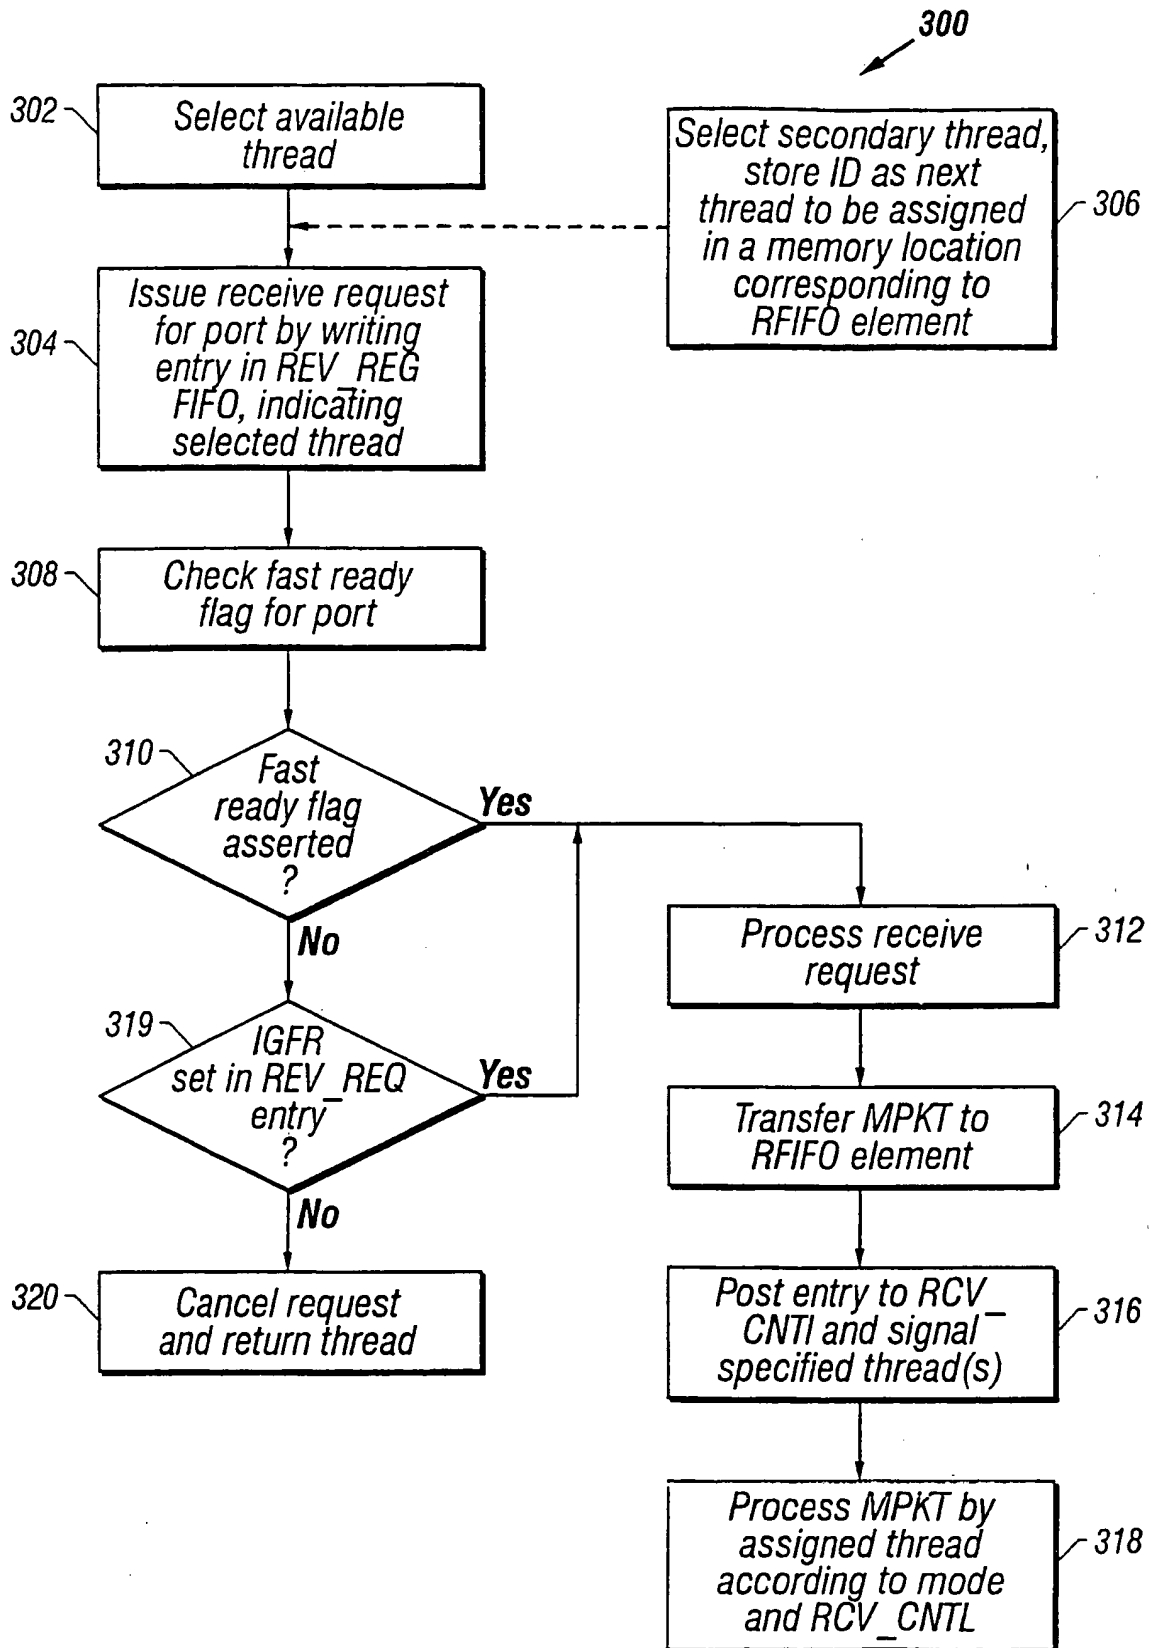 300
302
Select available
thread
Select secondary thread,
store ID as next
thread to be assigned
in a memory location
corresponding to
RFIFO element
306
304
Issue receive request
for port by writing
entry in REV_REG
FIFO, indicating
selected thread
308
Check fast ready
flag for port
310
Fast
ready flag
asserted
?
Yes
No
319
IGFR
set in REV_REQ
entry
?
Yes
No
320
Cancel request
and return thread
Process receive
request
312
Transfer MPKT to
RFIFO element
314
Post entry to RCV_
CNTl and signal
specified thread(s)
316
Process MPKT by
assigned thread
according to mode
and RCV_CNTL
318